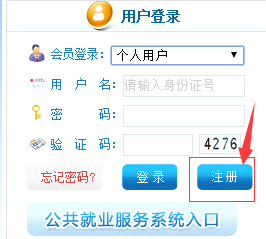 用户登录
会员登录： 个人用户
用 户 名： 请输入身份证号
密 码：
验 证 码： 4276
忘记密码? 登 录 注 册
公共就业服务系统入口